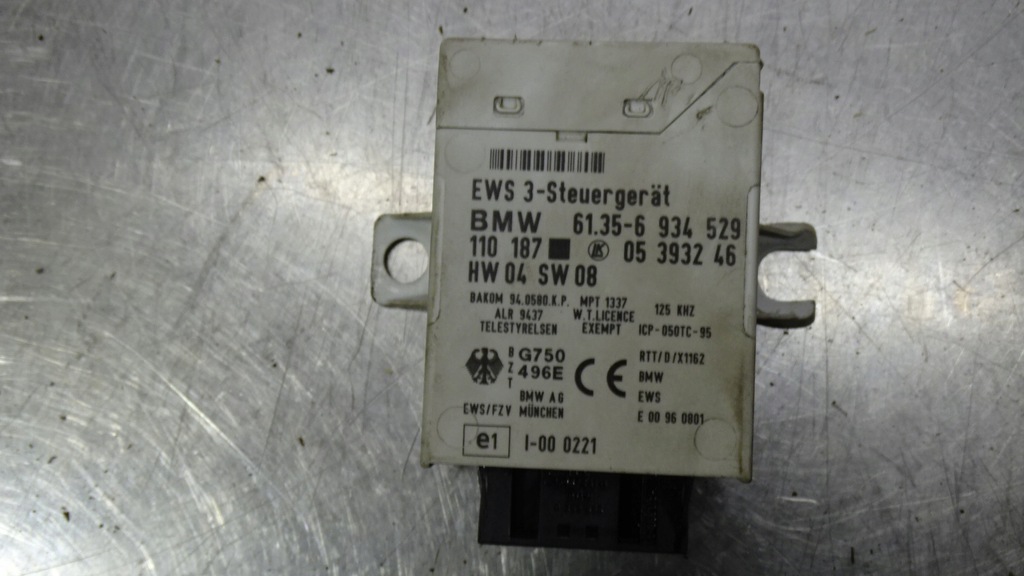 EWS 3-Steuergerät
BMW 61.35-6 934 529
110 187 05 3932 46
HW 04 SW 08
BAKOM 94.0580.K.P. MPT 1337 125 KHZ
ALR 9437 W.T.LICENCE
TELESTYRELSEN EXEMPT ICP-050TC-95
BZT G750 496E CE RTT/D/X1162
BMW
BMW AG EWS
EWS/FZV MÜNCHEN E 00 96 0801
e1 I-00 0221